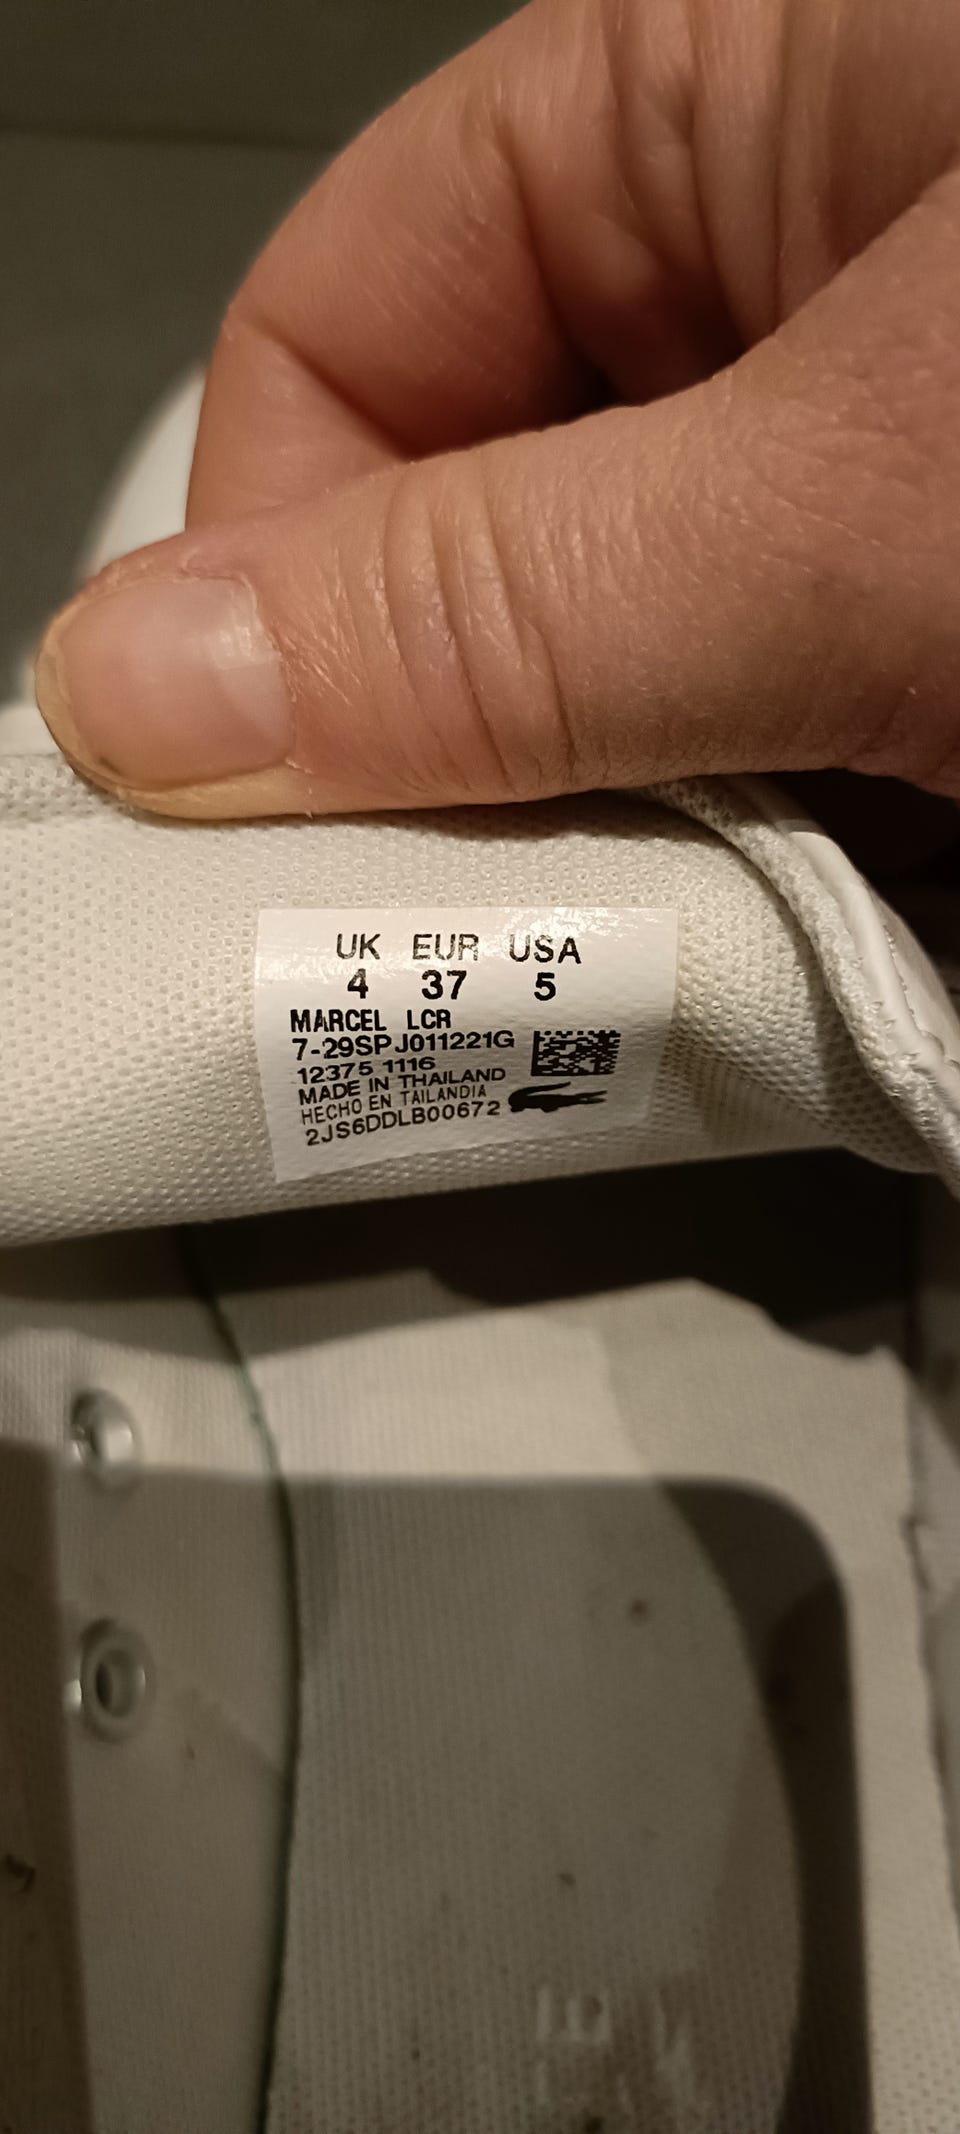 UK EUR USA
4 37 5
MARCEL LCR
7-29SPJ011221G
12375 1116
MADE IN THAILAND
HECHO EN TAILANDIA
2JS6DDLB00672